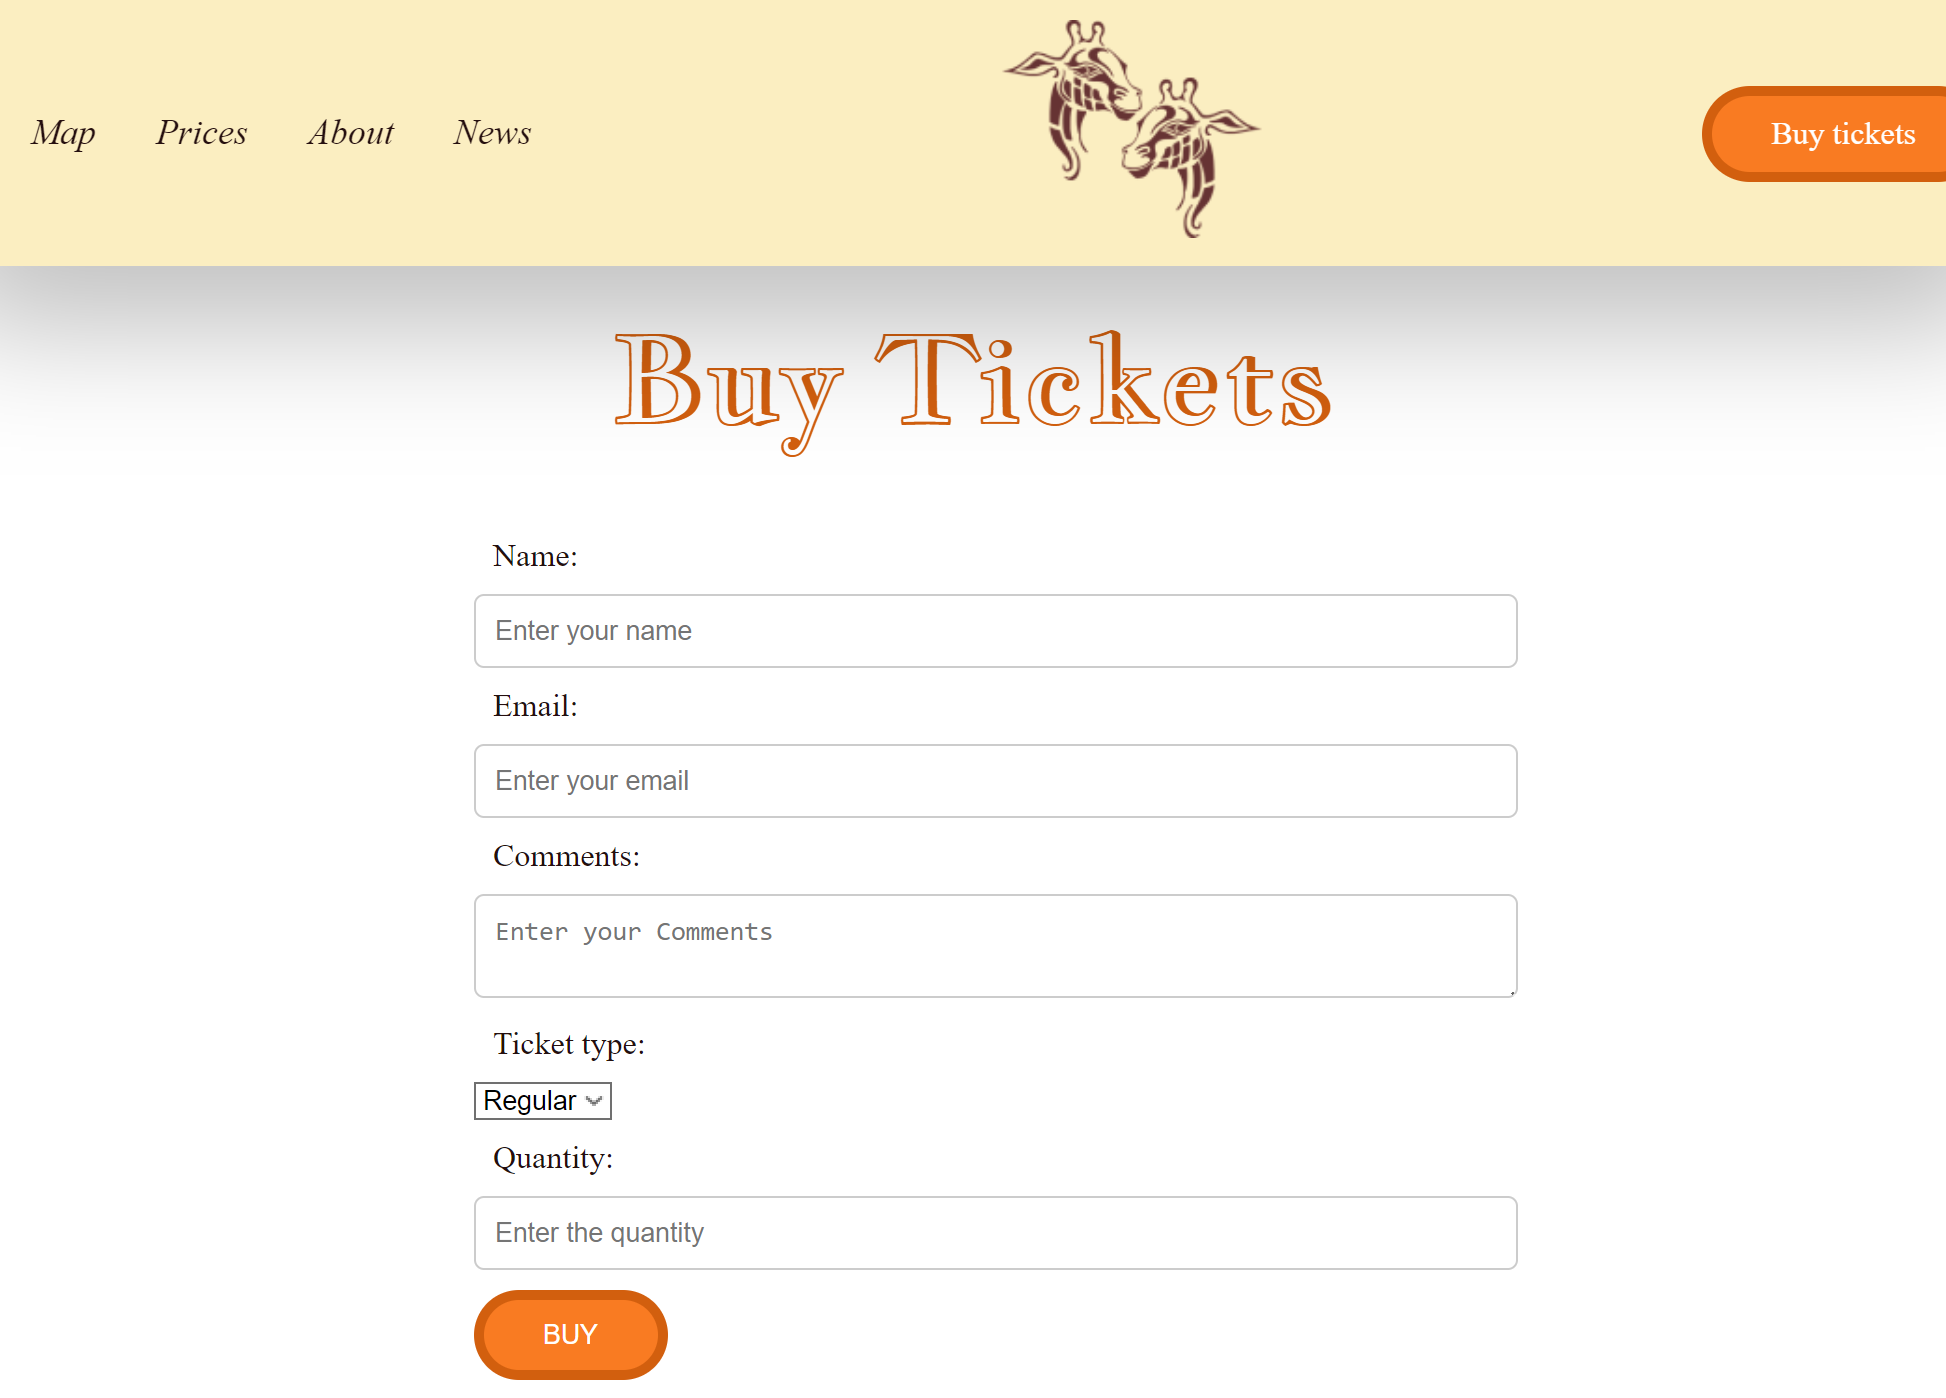 Map Prices About News Buy tickets
Buy Tickets
Name:
Enter your name
Email:
Enter your email
Comments:
Enter your Comments
Ticket type:
Regular
Quantity:
Enter the quantity
BUY